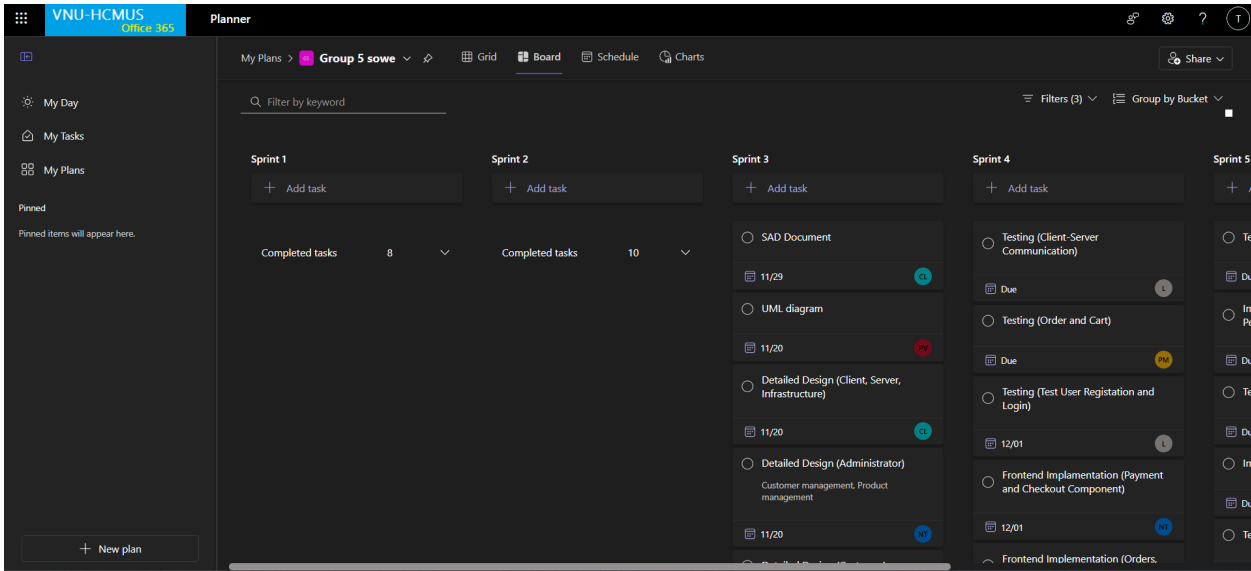 VNU-HCMUS
Office 365
Planner
?
T
My Plans > Group 5 sowe
Grid
Board
Schedule
Charts
Share
My Day
My Tasks
My Plans
Pinned
Pinned items will appear here.
New plan
Filter by keyword
Filters (3)
Group by Bucket
Sprint 1
Add task
Completed tasks 8
Sprint 2
Add task
Completed tasks 10
Sprint 3
Add task
SAD Document
11/29
CL
UML diagram
11/20
PV
Detailed Design (Client, Server,
Infrastructure)
11/20
CL
Detailed Design (Administrator)
Customer management, Product
management
11/20
NT
Sprint 4
Add task
Testing (Client-Server
Communication)
Due
L
Testing (Order and Cart)
Due
PM
Testing (Test User Registation and
Login)
12/01
L
Frontend Implamentation (Payment
and Checkout Component)
12/01
NT
Frontend Implementation (Orders,
Sprint 5